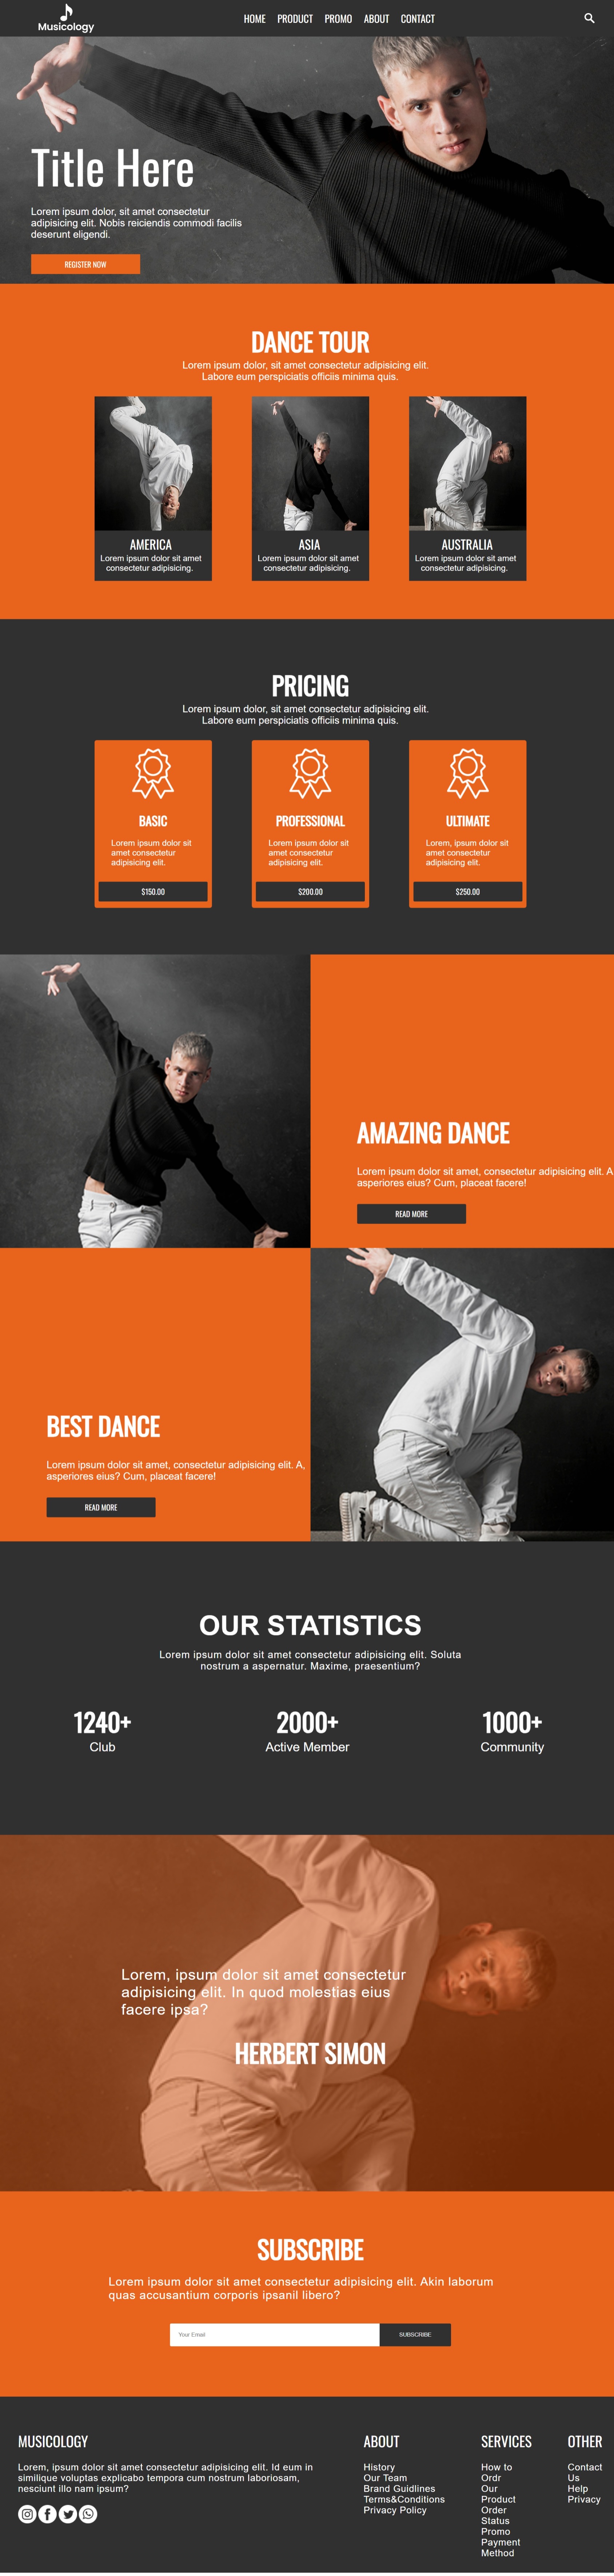 Musicology
HOME PRODUCT PROMO ABOUT CONTACT
Title Here
Lorem ipsum dolor, sit amet consectetur
adipisicing elit. Nobis reiciendis commodi facilis
deserunt eligendi.
REGISTER NOW
DANCE TOUR
Lorem ipsum dolor, sit amet consectetur adipisicing elit.
Labore eum perspiciatis officiis minima quis.
AMERICA
Lorem ipsum dolor sit amet
consectetur adipisicing.
ASIA
Lorem ipsum dolor sit amet
consectetur adipisicing.
AUSTRALIA
Lorem ipsum dolor sit amet
consectetur adipisicing.
PRICING
Lorem ipsum dolor, sit amet consectetur adipisicing elit.
Labore eum perspiciatis officiis minima quis.
BASIC
Lorem ipsum dolor sit
amet consectetur
adipisicing elit.
$150.00
PROFESSIONAL
Lorem ipsum dolor sit
amet consectetur
adipisicing elit.
$200.00
ULTIMATE
Lorem, ipsum dolor sit
amet consectetur
adipisicing elit.
$250.00
AMAZING DANCE
Lorem ipsum dolor sit amet, consectetur adipisicing elit. A
asperiores eius? Cum, placeat facere!
READ MORE
BEST DANCE
Lorem ipsum dolor sit amet, consectetur adipisicing elit. A,
asperiores eius? Cum, placeat facere!
READ MORE
OUR STATISTICS
Lorem ipsum dolor sit amet consectetur adipisicing elit. Soluta
nostrum a aspernatur. Maxime, praesentium?
1240+
Club
2000+
Active Member
1000+
Community
Lorem, ipsum dolor sit amet consectetur
adipisicing elit. In quod molestias eius
facere ipsa?
HERBERT SIMON
SUBSCRIBE
Lorem ipsum dolor sit amet consectetur adipisicing elit. Akin laborum
quas accusantium corporis ipsanil libero?
Your Email
SUBSCRIBE
MUSICOLOGY
Lorem, ipsum dolor sit amet consectetur adipisicing elit. Id eum in
similique voluptas explicabo tempora cum nostrum laboriosam,
nesciunt illo nam ipsum?
ABOUT
History
Our Team
Brand Guidlines
Terms&Conditions
Privacy Policy
SERVICES
How to
Ordr
Our
Product
Order
Status
Promo
Payment
Method
OTHER
Contact
Us
Help
Privacy